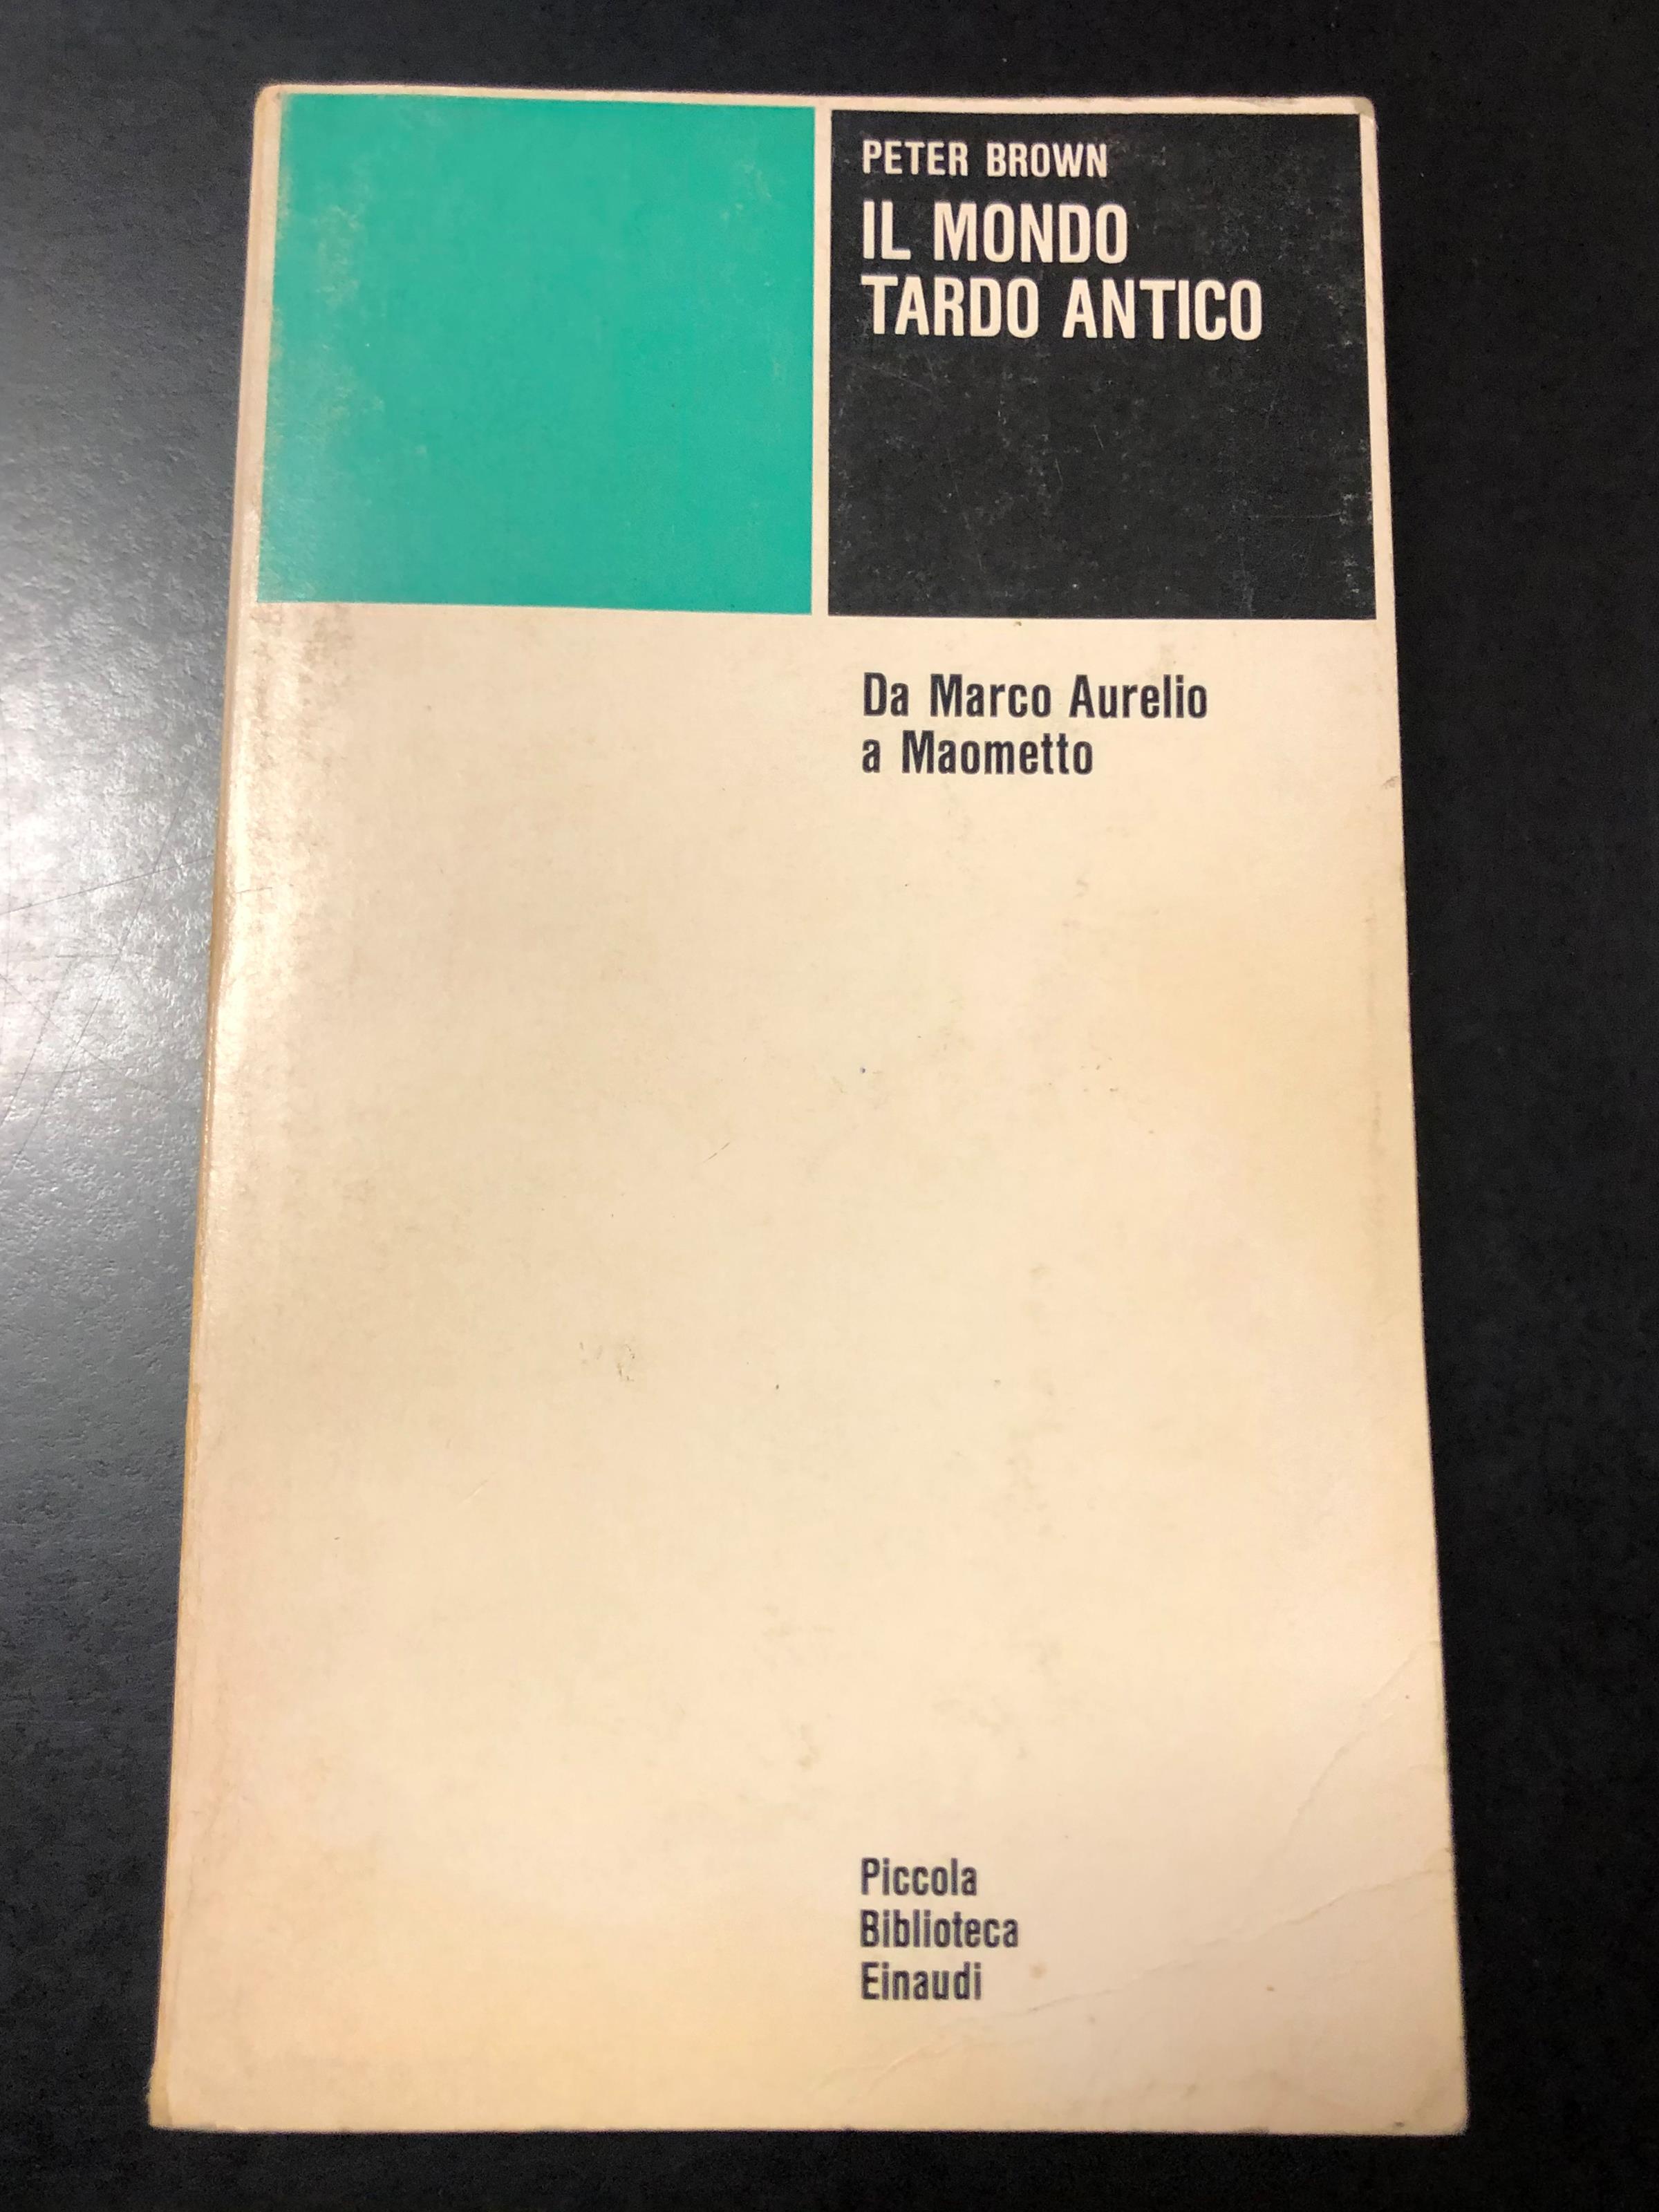 PETER BROWN
IL MONDO
TARDO ANTICO
Da Marco Aurelio
a Maometto
Piccola
Biblioteca
Einaudi